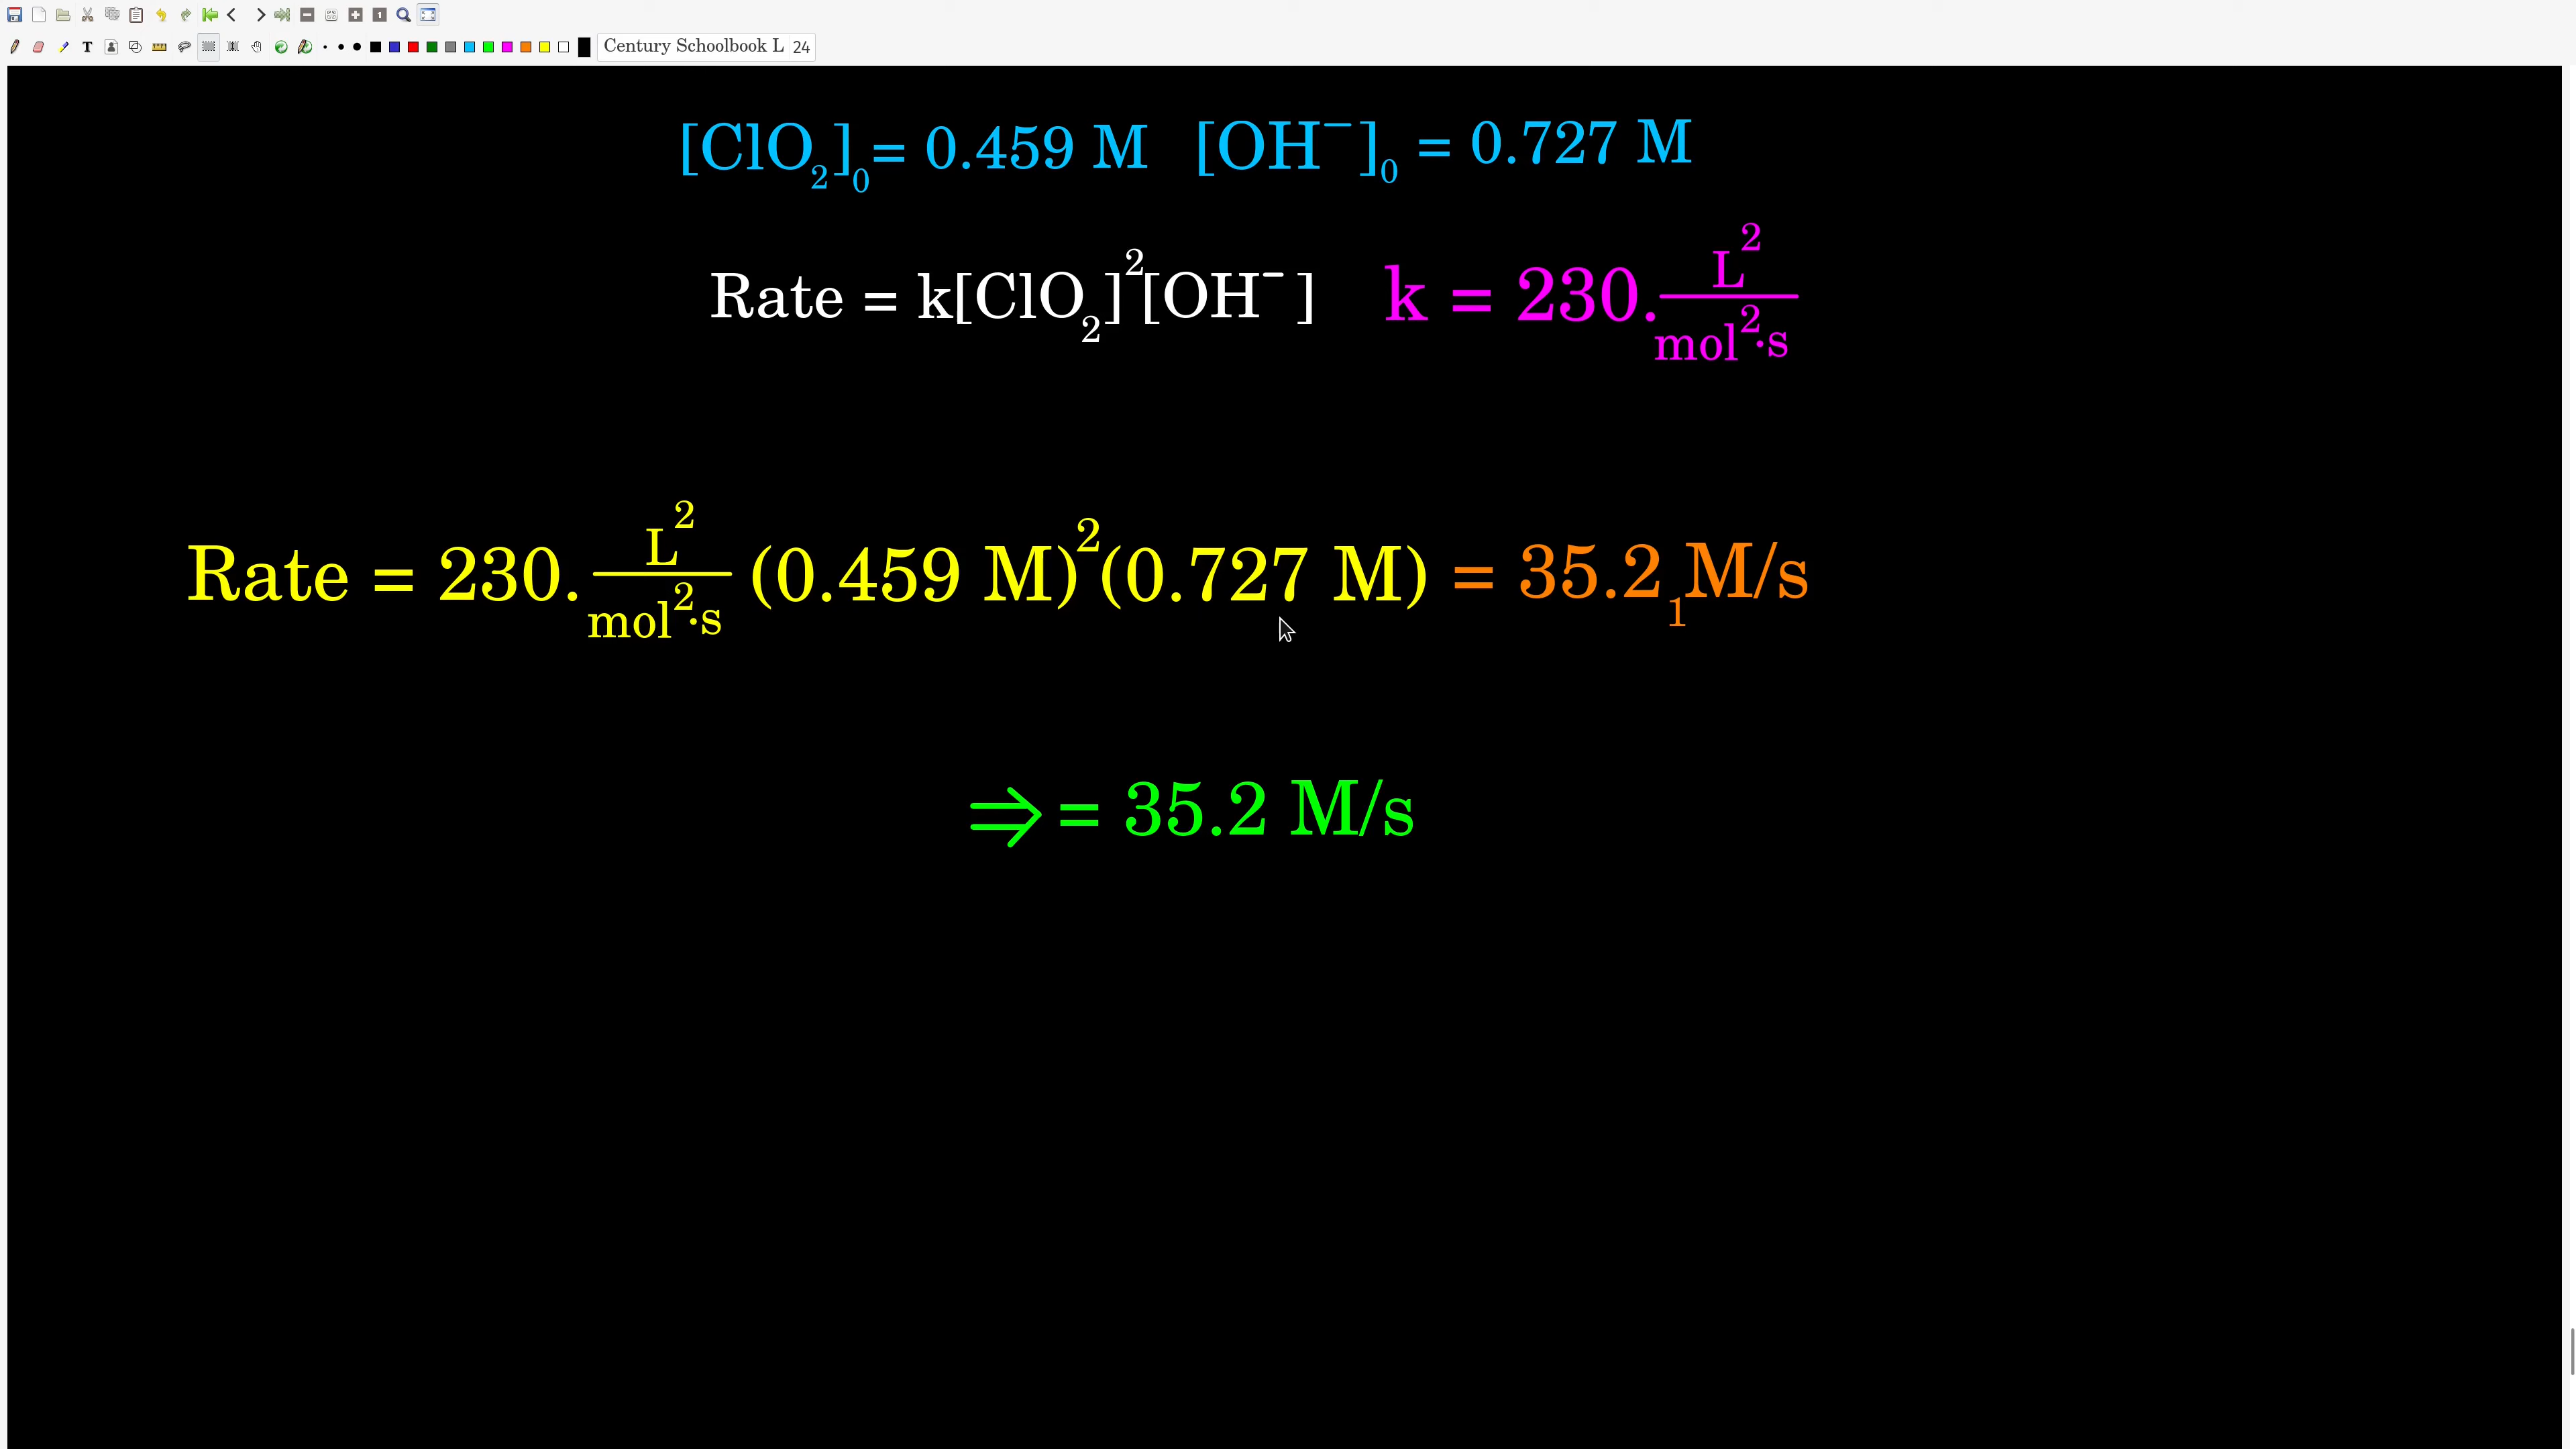 Century Schoolbook L 24
[ClO₂]₀ = 0.459 M [OH⁻]₀ = 0.727 M
Rate = k[ClO₂]²[OH⁻] k = 230. L²/mol²·s
Rate = 230. L²/mol²·s (0.459 M)²(0.727 M) = 35.2₁ M/s
⇒ = 35.2 M/s